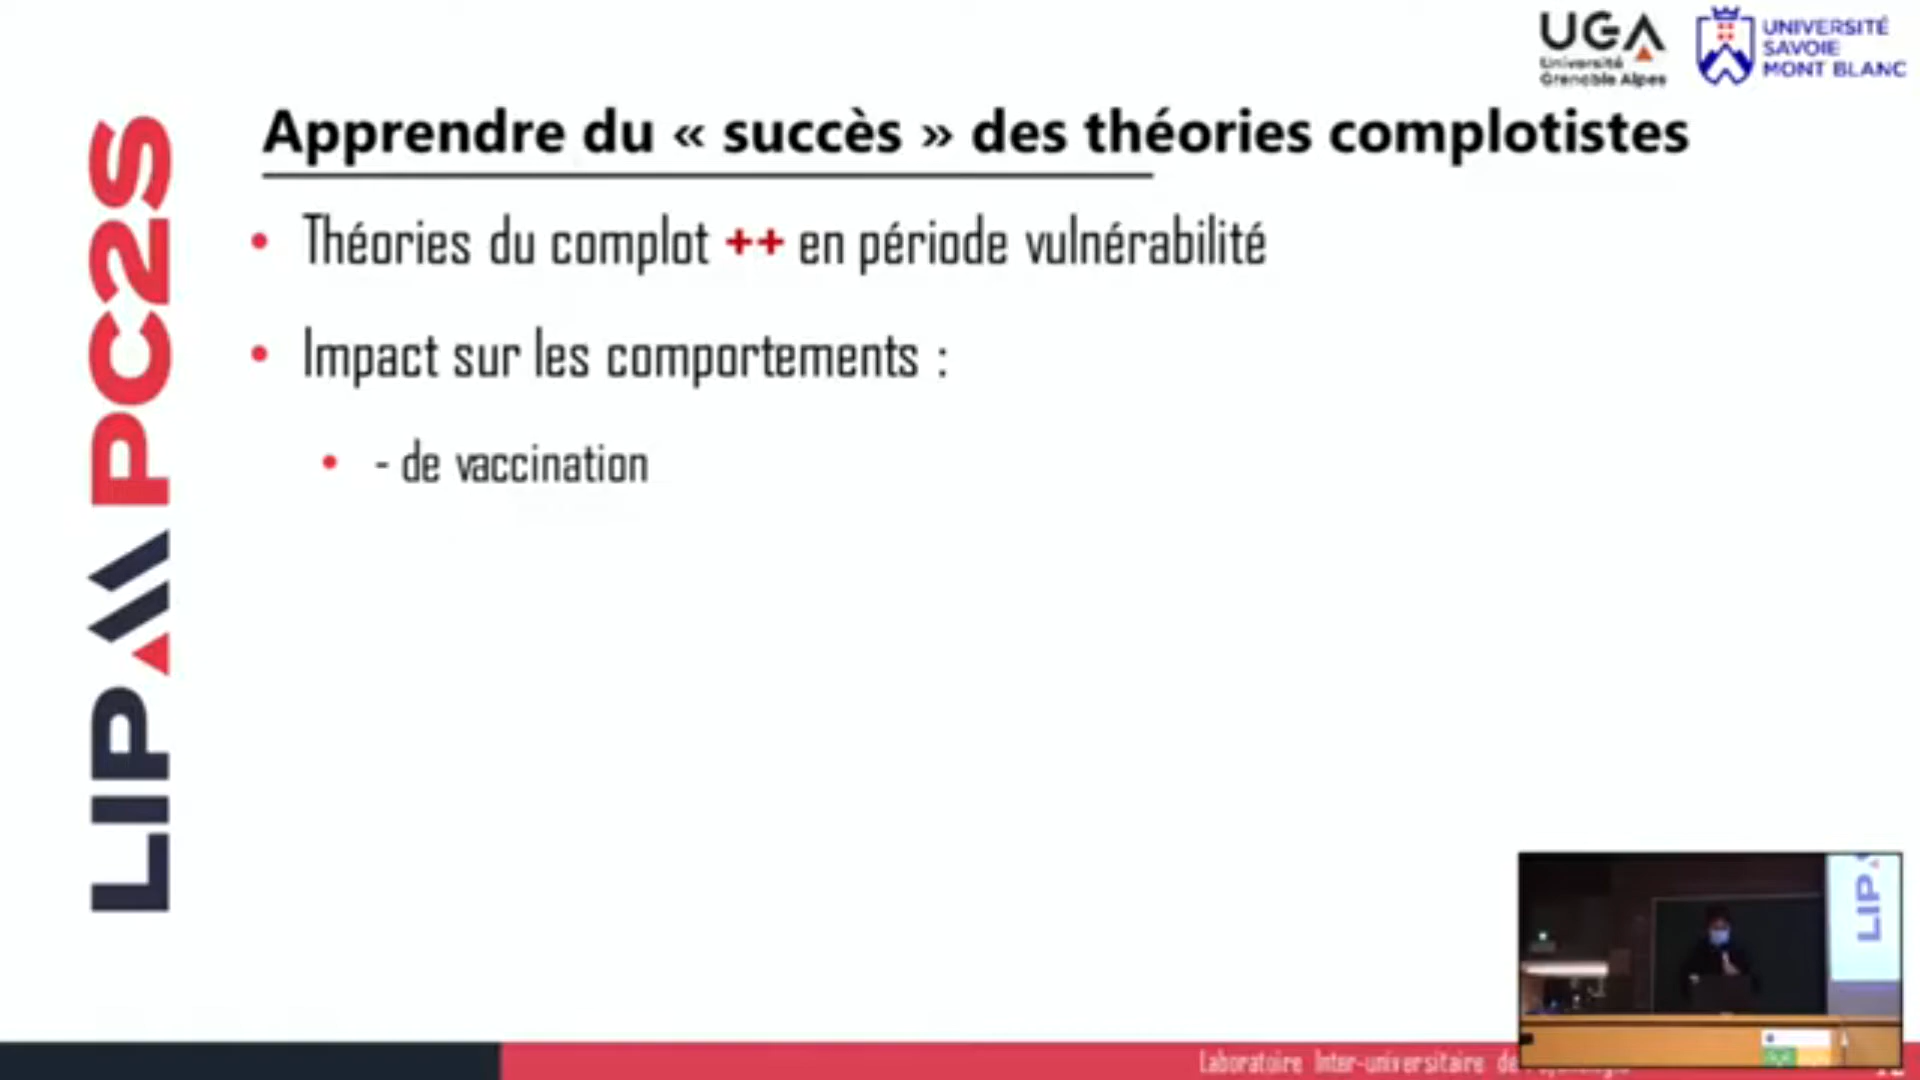 UGA
Université
Grenoble Alpes
UNIVERSITÉ
SAVOIE
MONT BLANC
Apprendre du « succès » des théories complotistes
• Théories du complot ++ en période vulnérabilité
• Impact sur les comportements :
• - de vaccination
LIP PC2S
LIP
Laboratoire Inter-universitaire de